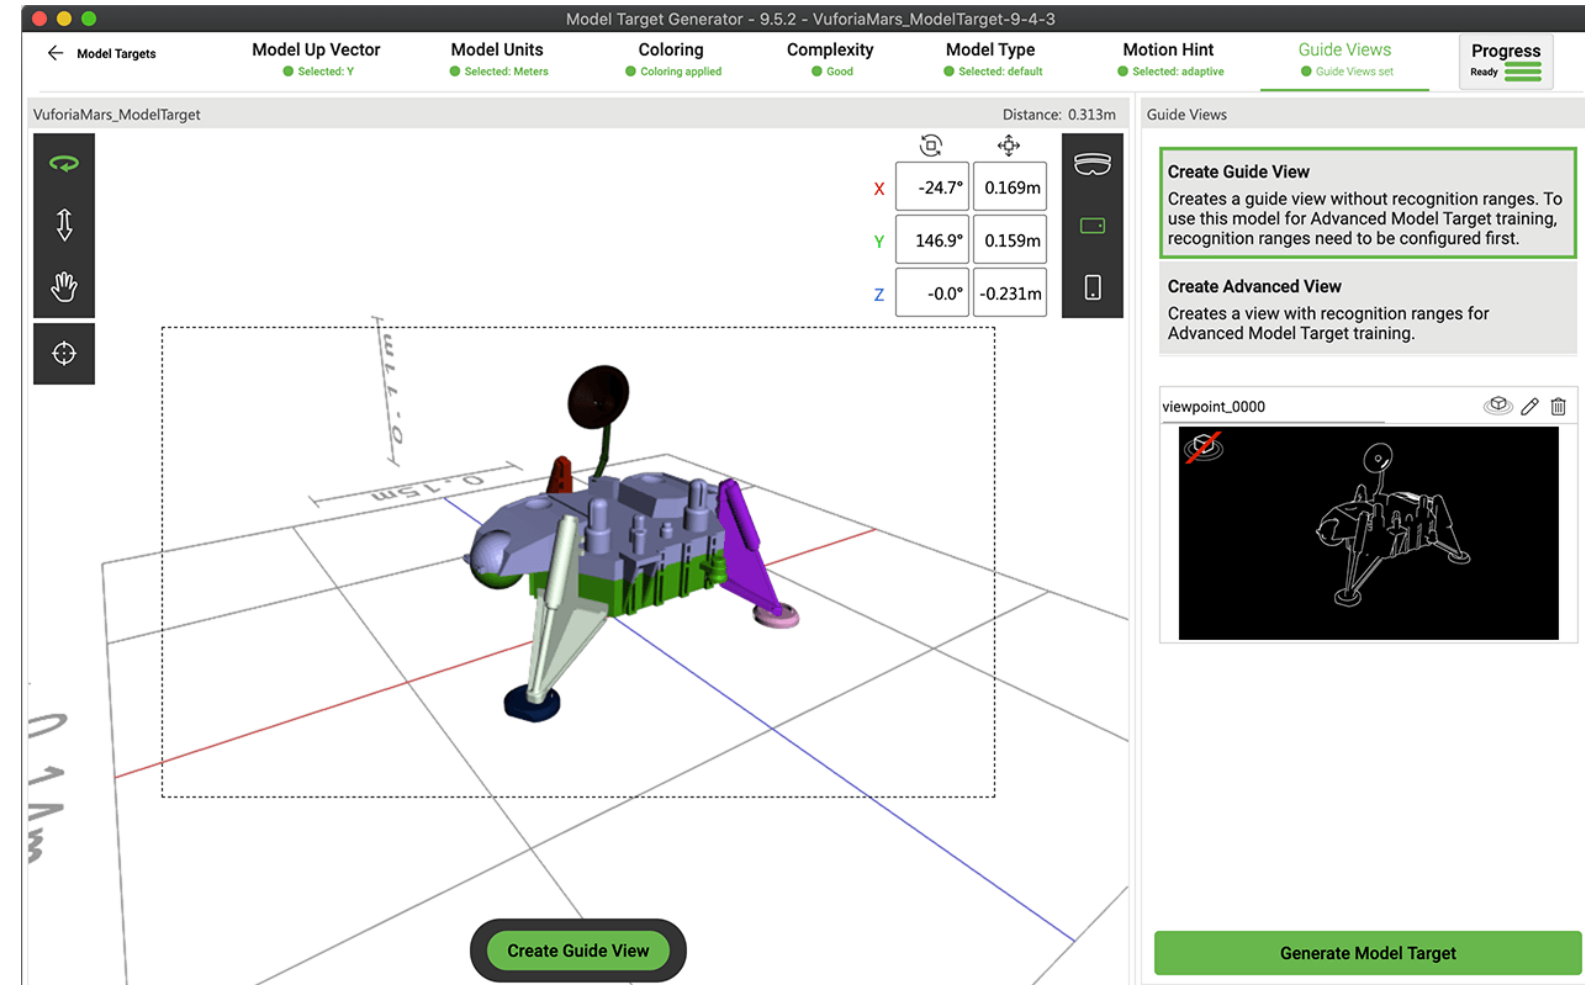 Model Target Generator - 9.5.2 - VuforiaMars_ModelTarget-9-4-3
Model Targets
Model Up Vector
Selected: Y
Model Units
Selected: Meters
Coloring
Coloring applied
Complexity
Good
Model Type
Selected: default
Motion Hint
Selected: adaptive
Guide Views
Guide Views set
Progress
Ready
VuforiaMars_ModelTarget
Distance: 0.313m
Guide Views
X -24.7° 0.169m
Y 146.9° 0.159m
Z -0.0° -0.231m
Create Guide View
Creates a guide view without recognition ranges. To
use this model for Advanced Model Target training,
recognition ranges need to be configured first.
Create Advanced View
Creates a view with recognition ranges for
Advanced Model Target training.
viewpoint_0000
0.11m
0.15m
Create Guide View
Generate Model Target